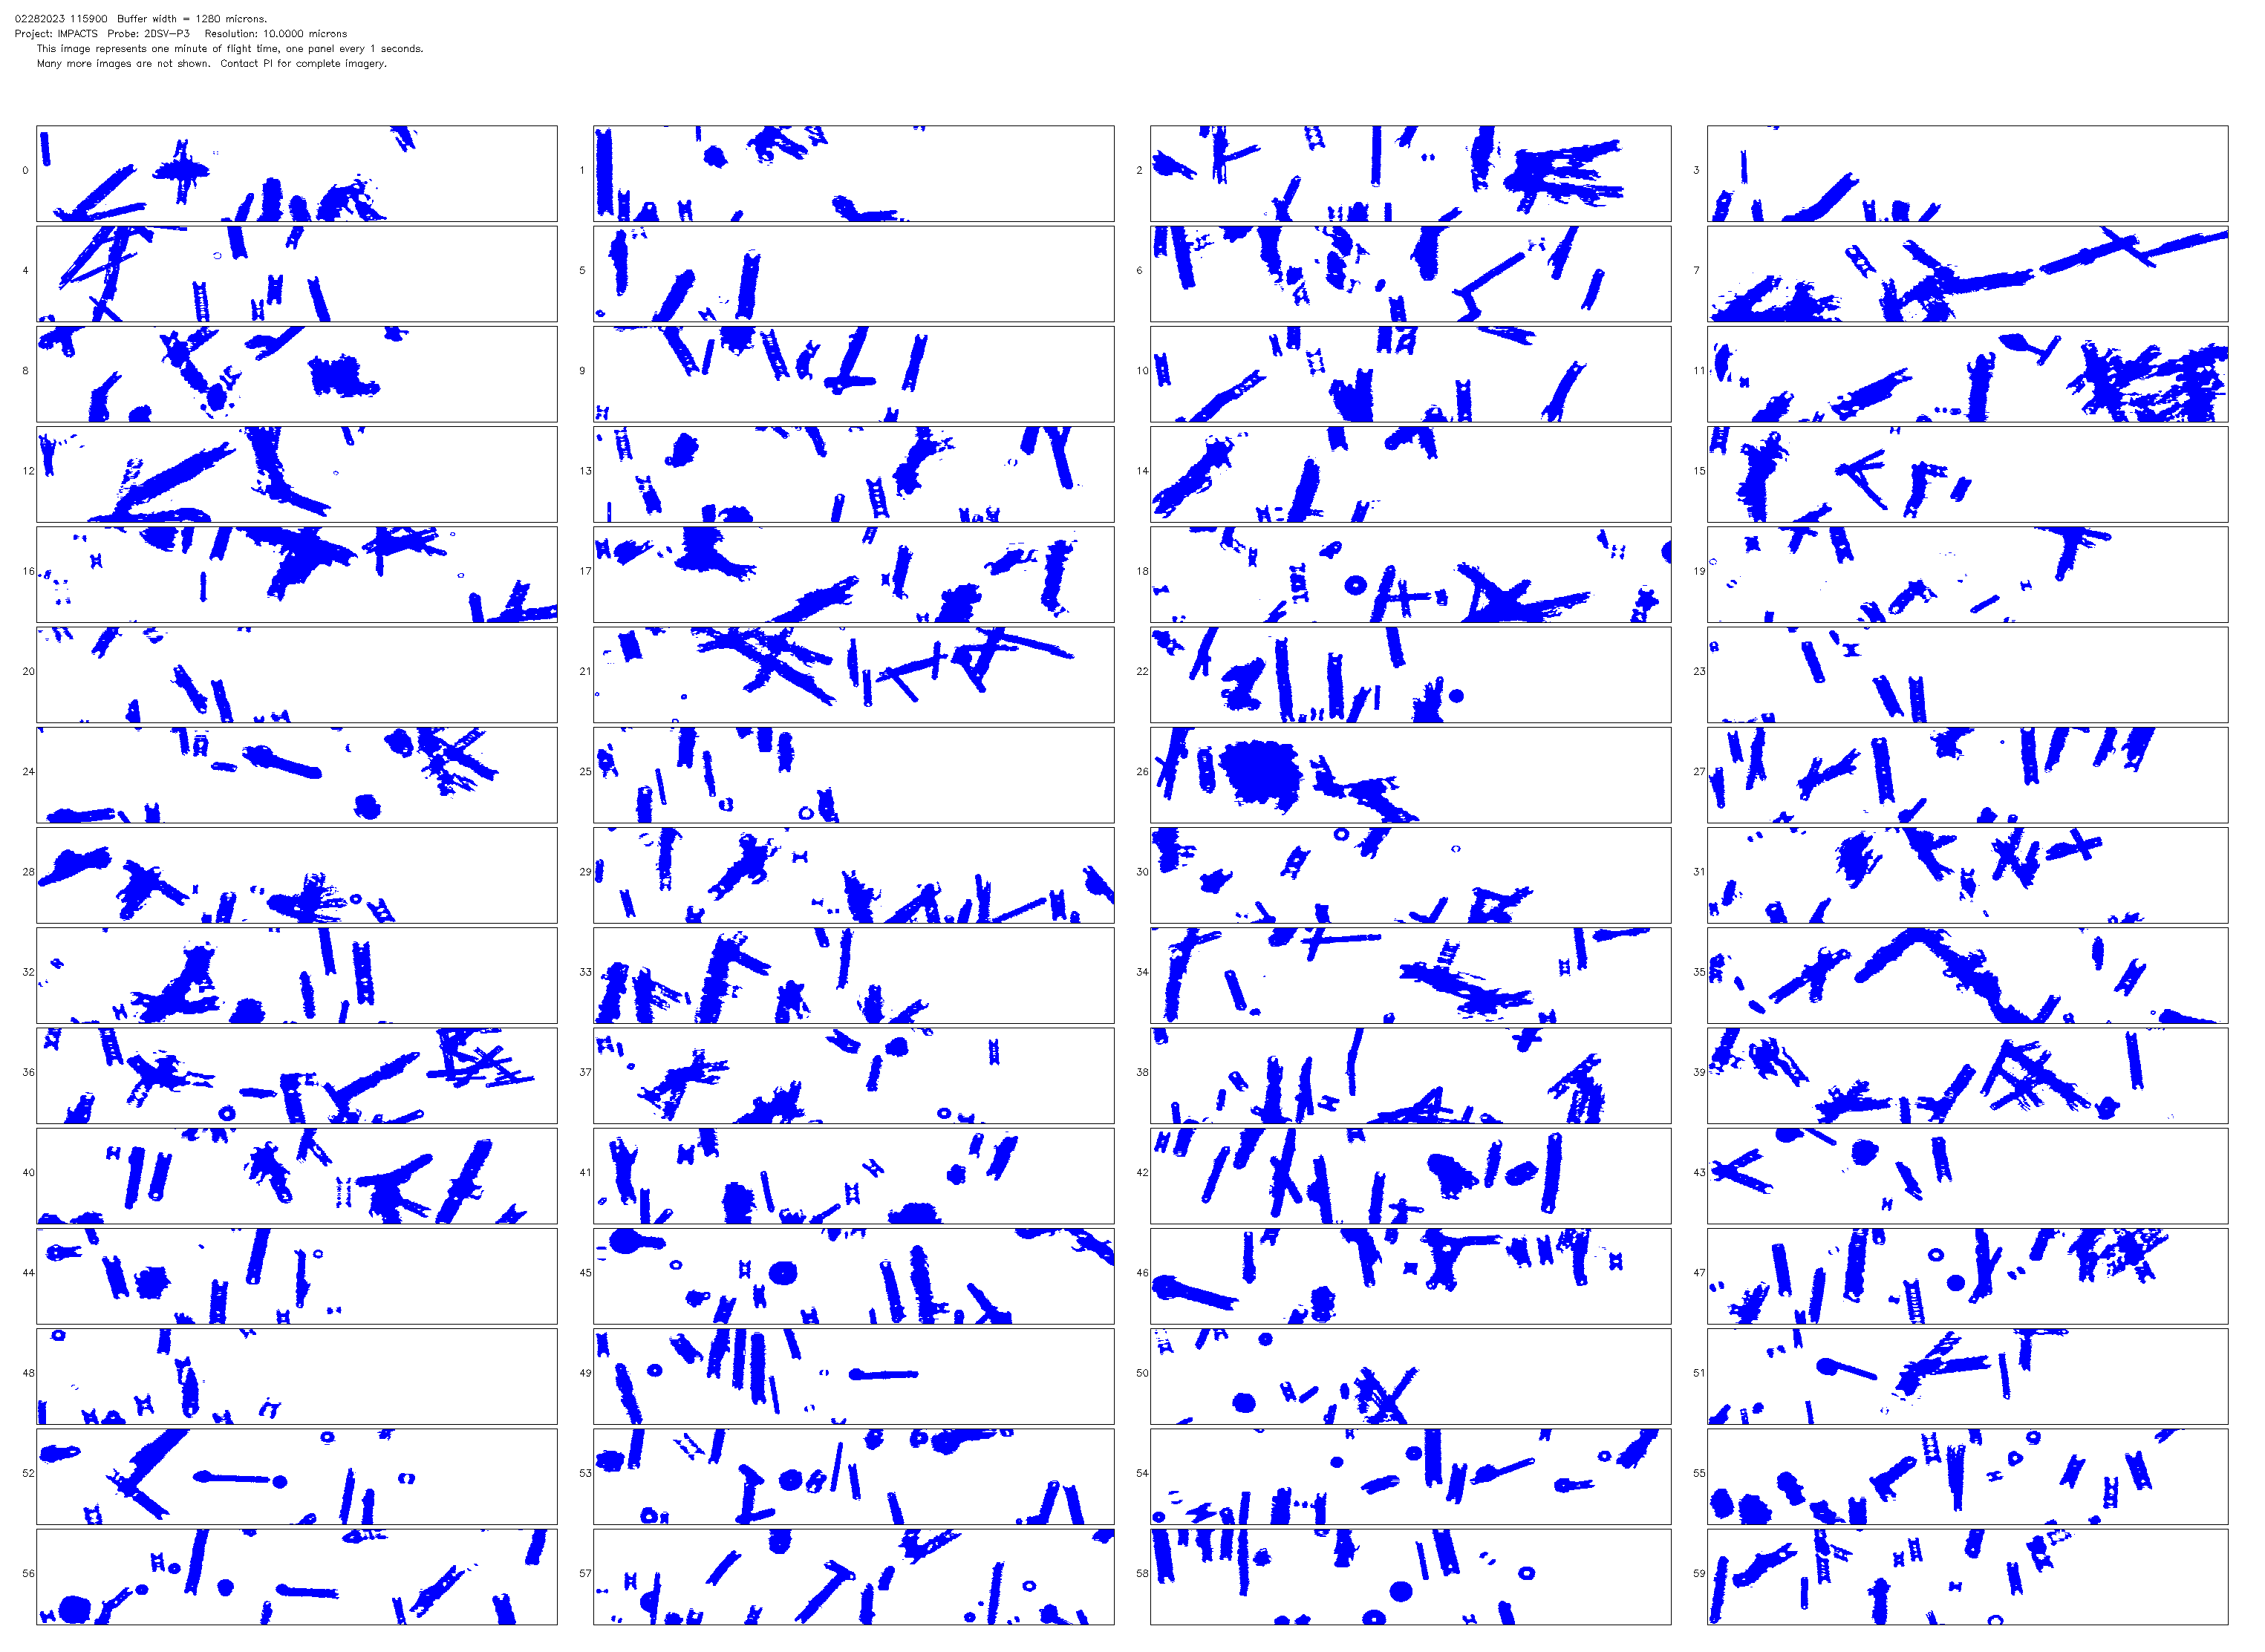 02282023 115900  Buffer width = 1280 microns.
Project: IMPACTS  Probe: 2DSV-P3  Resolution: 10.0000 microns
This image represents one minute of flight time, one panel every 1 seconds.
Many more images are not shown.  Contact PI for complete imagery.
0 1 2 3
4 5 6 7
8 9 10 11
12 13 14 15
16 17 18 19
20 21 22 23
24 25 26 27
28 29 30 31
32 33 34 35
36 37 38 39
40 41 42 43
44 45 46 47
48 49 50 51
52 53 54 55
56 57 58 59